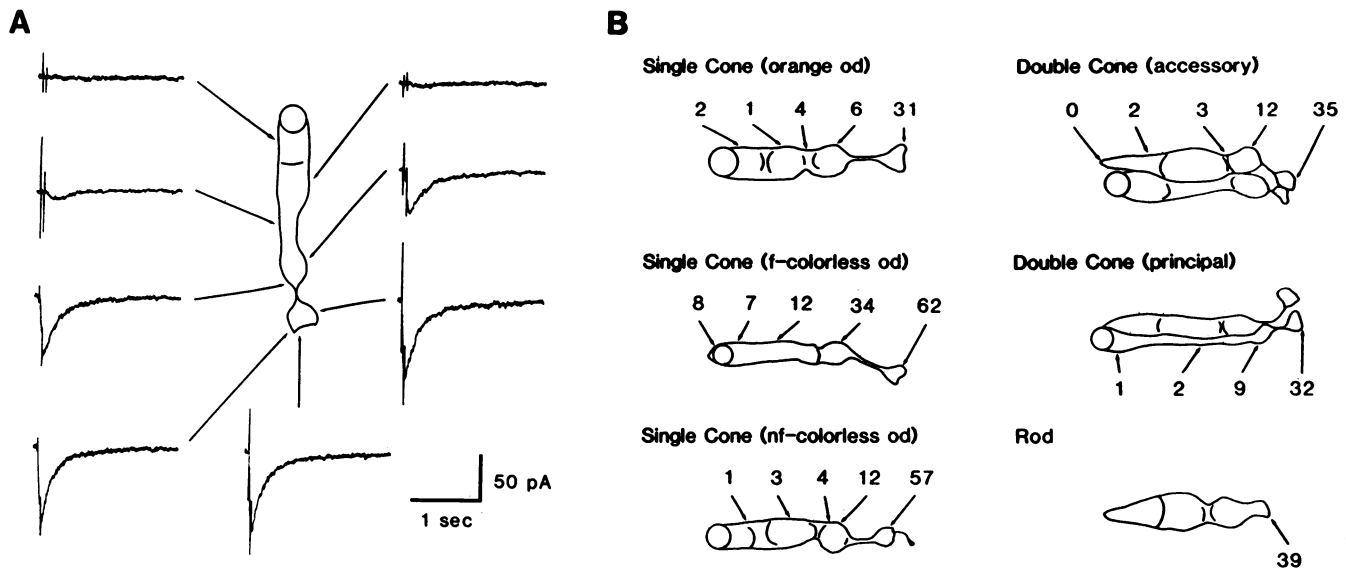 A
50 pA
1 sec
B
Single Cone (orange od)
2 1 4 6 31
Double Cone (accessory)
0 2 3 12 35
Single Cone (f-colorless od)
8 7 12 34 62
Double Cone (principal)
1 2 9 32
Single Cone (nf-colorless od)
1 3 4 12 57
Rod
39